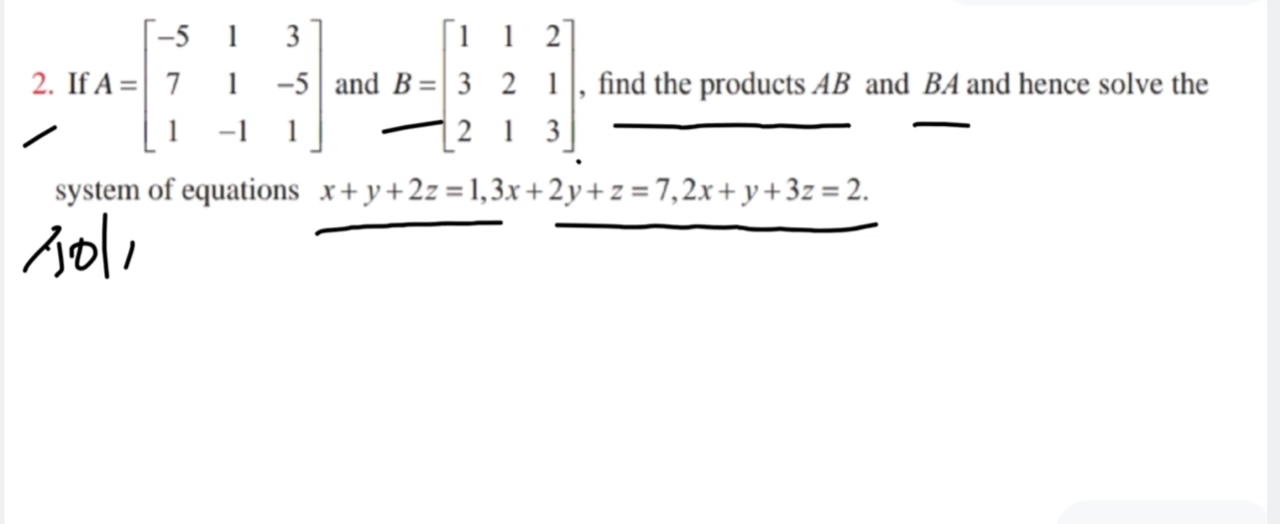 2. If A = [−5 1 3; 7 1 −5; 1 −1 1] and B = [1 1 2; 3 2 1; 2 1 3], find the products AB and BA and hence solve the
system of equations x + y + 2z = 1, 3x + 2y + z = 7, 2x + y + 3z = 2.
Sol,